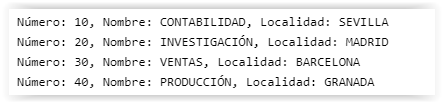 Número: 10, Nombre: CONTABILIDAD, Localidad: SEVILLA
Número: 20, Nombre: INVESTIGACIÓN, Localidad: MADRID
Número: 30, Nombre: VENTAS, Localidad: BARCELONA
Número: 40, Nombre: PRODUCCIÓN, Localidad: GRANADA